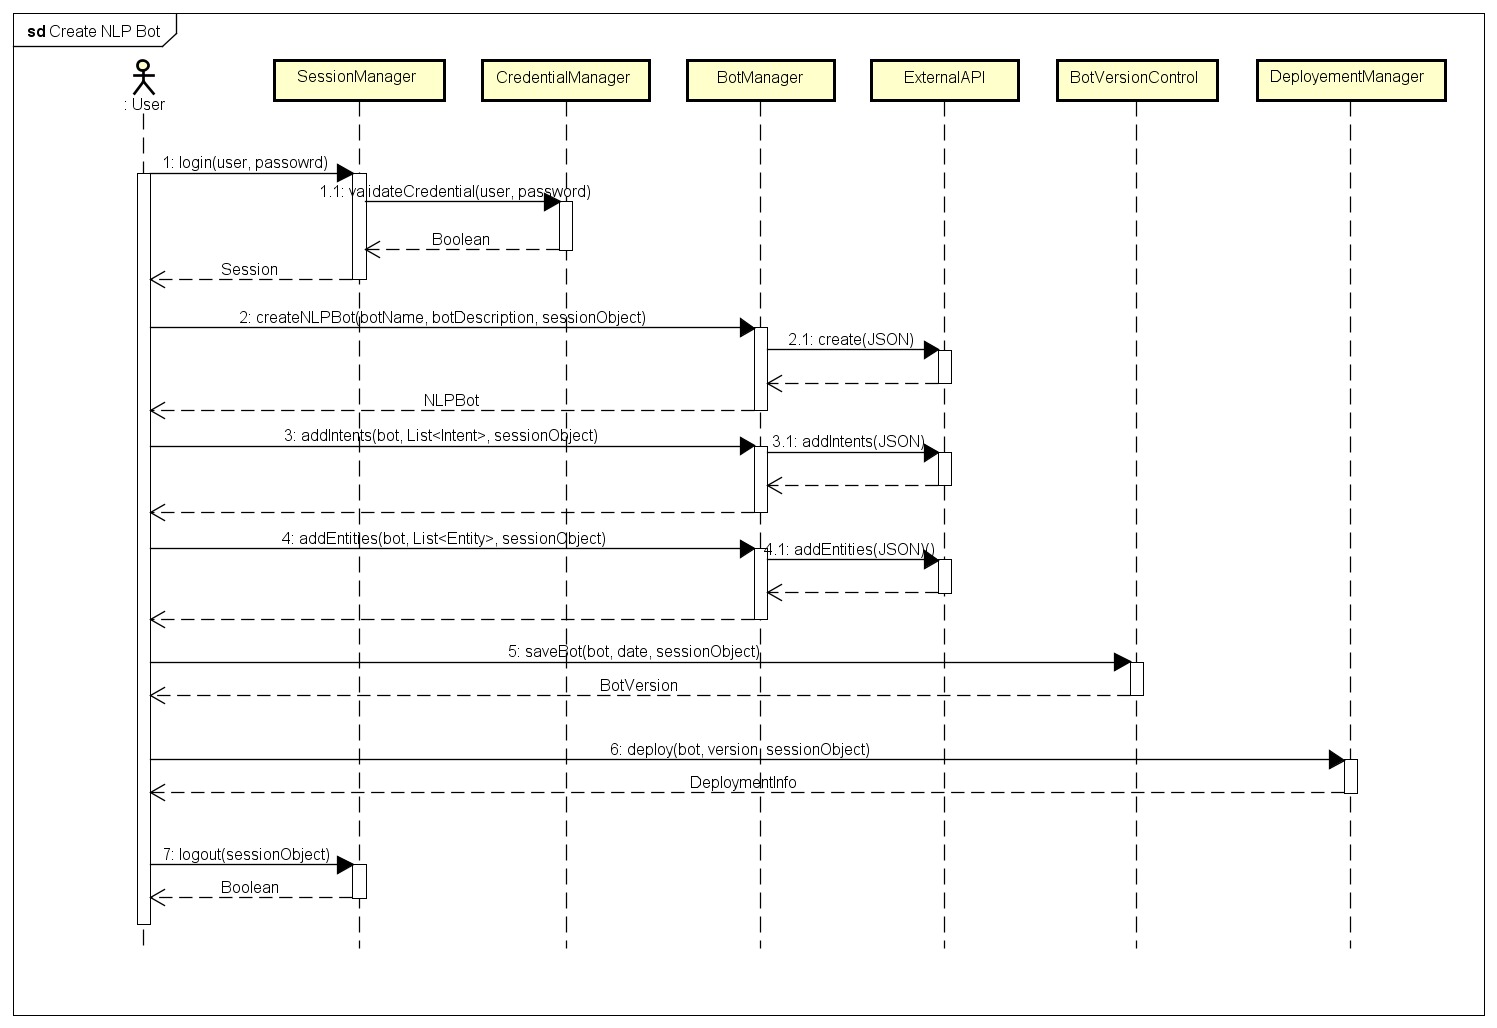 sd Create NLP Bot
: User
SessionManager
CredentialManager
BotManager
ExternalAPI
BotVersionControl
DeployementManager
1: login(user, passowrd)
1.1: validateCredential(user, password)
Boolean
Session
2: createNLPBot(botName, botDescription, sessionObject)
2.1: create(JSON)
NLPBot
3: addIntents(bot, List<Intent>, sessionObject)
3.1: addIntents(JSON)
4: addEntities(bot, List<Entity>, sessionObject)
4.1: addEntities(JSON)()
5: saveBot(bot, date, sessionObject)
BotVersion
6: deploy(bot, version, sessionObject)
DeploymentInfo
7: logout(sessionObject)
Boolean